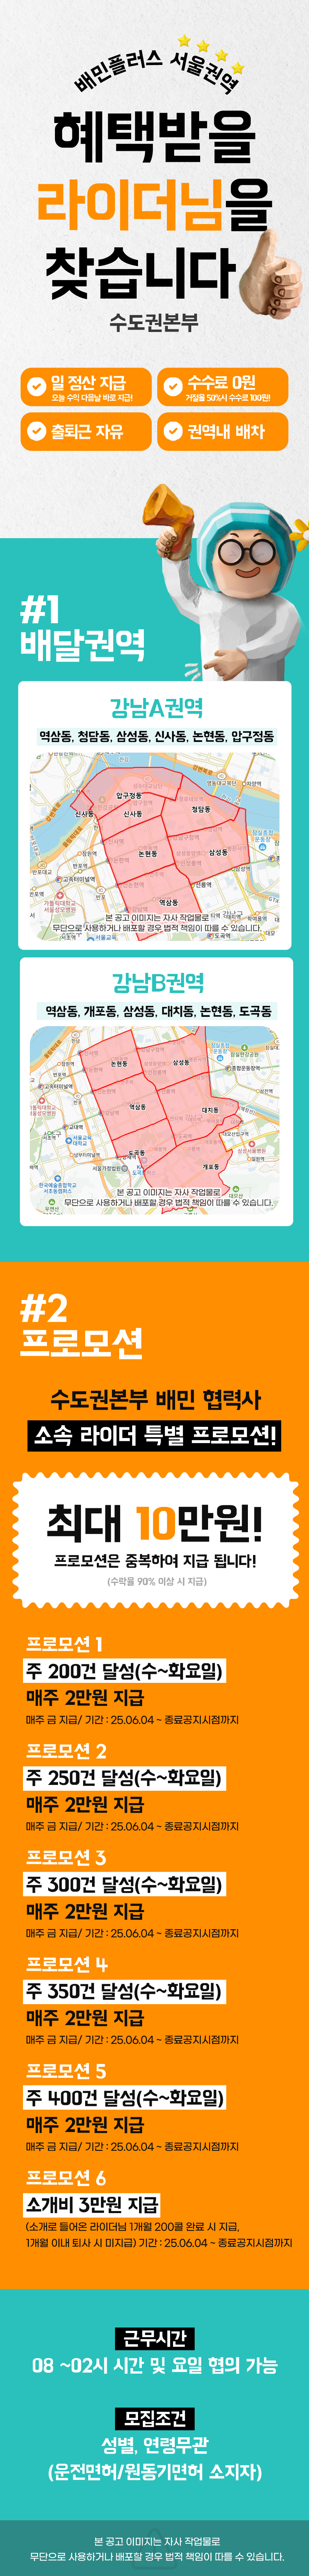 배민플러스 서울권역
혜택받을
라이더님을
찾습니다
수도권본부
일 정산 지급
오늘 수익 다음날 바로 지급!
수수료 0원
거절율 50%시 수수료 100원!
출퇴근 자유
권역내 배차
#1
배달권역
강남A권역
역삼동, 청담동, 삼성동, 신사동, 논현동, 압구정동
압구정동
신사동
신사동
청담동
논현동
삼성동
역삼동
본 공고 이미지는 자사 작업물로
무단으로 사용하거나 배포할 경우 법적 책임이 따를 수 있습니다.
강남B권역
역삼동, 개포동, 삼성동, 대치동, 논현동, 도곡동
논현동
삼성동
역삼동
대치동
도곡동
개포동
본 공고 이미지는 자사 작업물로
무단으로 사용하거나 배포할 경우 법적 책임이 따를 수 있습니다.
#2
프로모션
수도권본부 배민 협력사
소속 라이더 특별 프로모션!
최대 10만원!
프로모션은 중복하여 지급 됩니다!
(수락율 90% 이상 시 지급)
프로모션 1
주 200건 달성(수~화요일)
매주 2만원 지급
매주 금 지급/ 기간 : 25.06.04 ~ 종료공지시점까지
프로모션 2
주 250건 달성(수~화요일)
매주 2만원 지급
매주 금 지급/ 기간 : 25.06.04 ~ 종료공지시점까지
프로모션 3
주 300건 달성(수~화요일)
매주 2만원 지급
매주 금 지급/ 기간 : 25.06.04 ~ 종료공지시점까지
프로모션 4
주 350건 달성(수~화요일)
매주 2만원 지급
매주 금 지급/ 기간 : 25.06.04 ~ 종료공지시점까지
프로모션 5
주 400건 달성(수~화요일)
매주 2만원 지급
매주 금 지급/ 기간 : 25.06.04 ~ 종료공지시점까지
프로모션 6
소개비 3만원 지급
(소개로 들어온 라이더님 1개월 200콜 완료 시 지급,
1개월 이내 퇴사 시 미지급) 기간 : 25.06.04 ~ 종료공지시점까지
근무시간
08 ~02시 시간 및 요일 협의 가능
모집조건
성별, 연령무관
(운전면허/원동기면허 소지자)
본 공고 이미지는 자사 작업물로
무단으로 사용하거나 배포할 경우 법적 책임이 따를 수 있습니다.